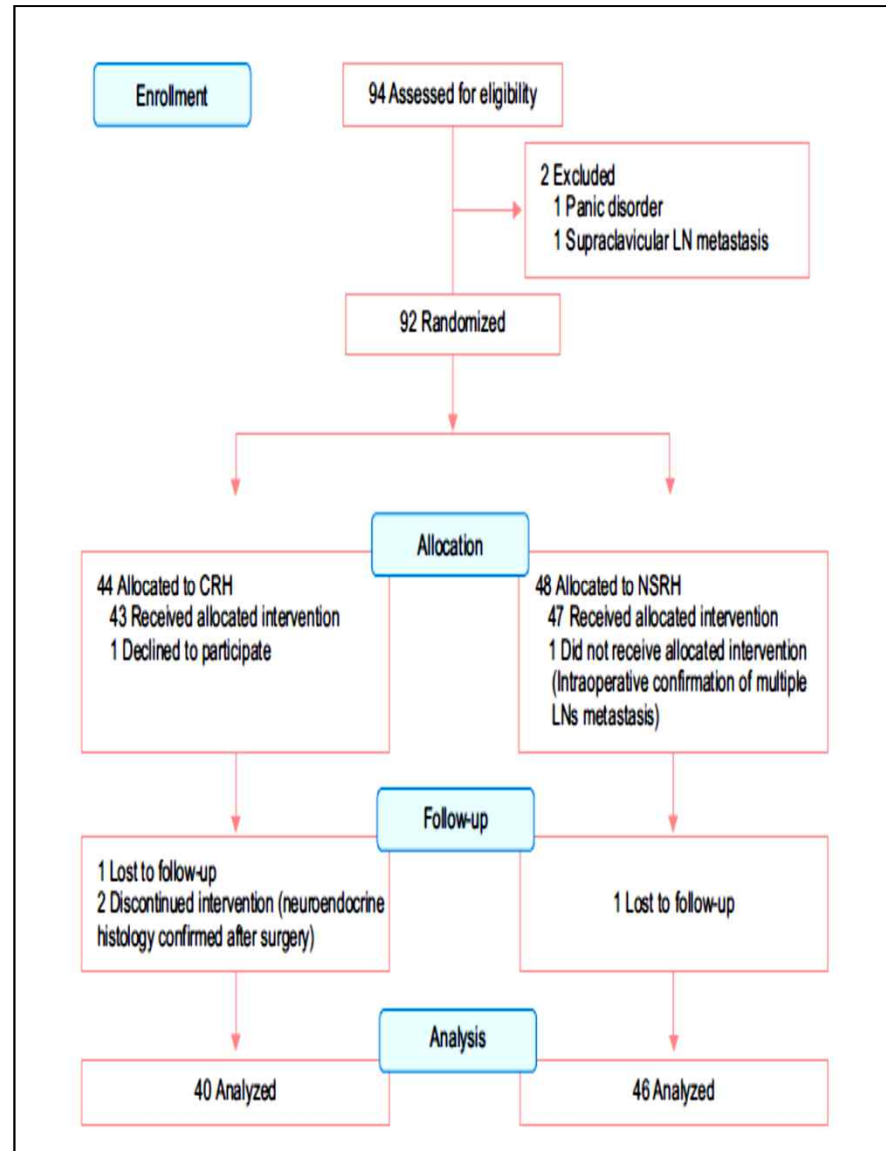 Enrollment
94 Assessed for eligibility
2 Excluded
1 Panic disorder
1 Supraclavicular LN metastasis
92 Randomized
Allocation
44 Allocated to CRH
43 Received allocated intervention
1 Declined to participate
48 Allocated to NSRH
47 Received allocated intervention
1 Did not receive allocated intervention
(Intraoperative confirmation of multiple
LNs metastasis)
Follow-up
1 Lost to follow-up
2 Discontinued intervention (neuroendocrine
histology confirmed after surgery)
1 Lost to follow-up
Analysis
40 Analyzed
46 Analyzed